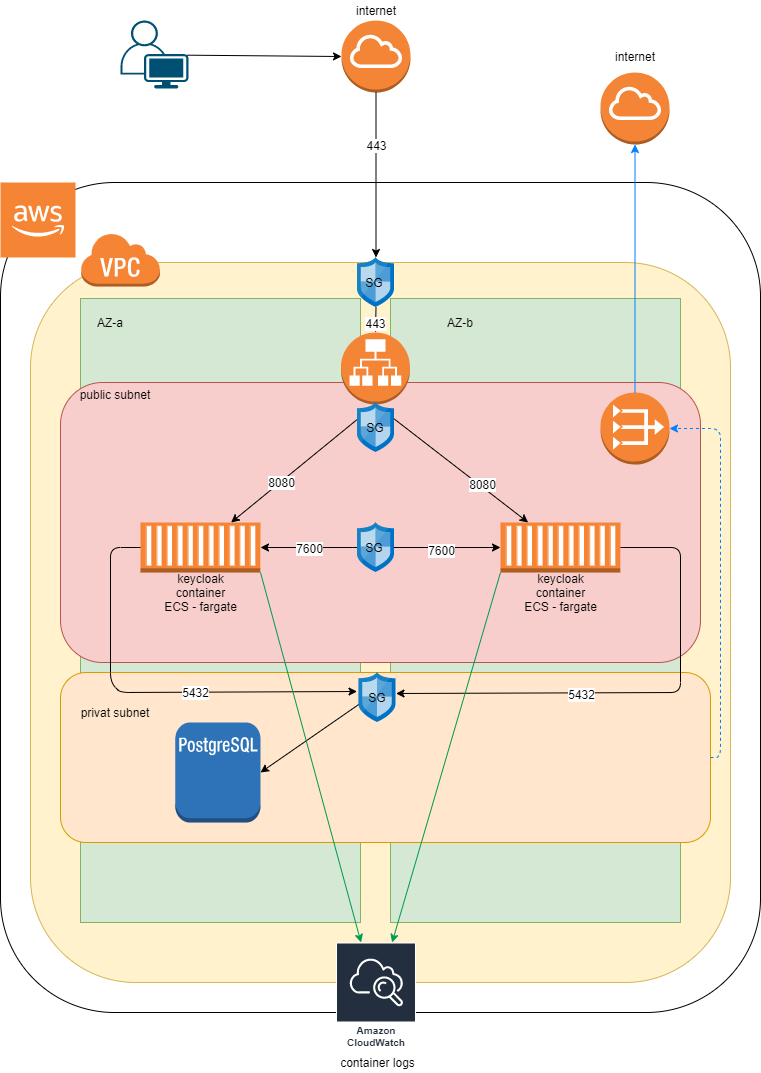 internet
internet
443
aws
VPC
SG
AZ-a
443
AZ-b
public subnet
SG
8080
8080
7600
SG
7600
keycloak
container
ECS - fargate
keycloak
container
ECS - fargate
5432
SG
5432
privat subnet
PostgreSQL
Amazon
CloudWatch
container logs